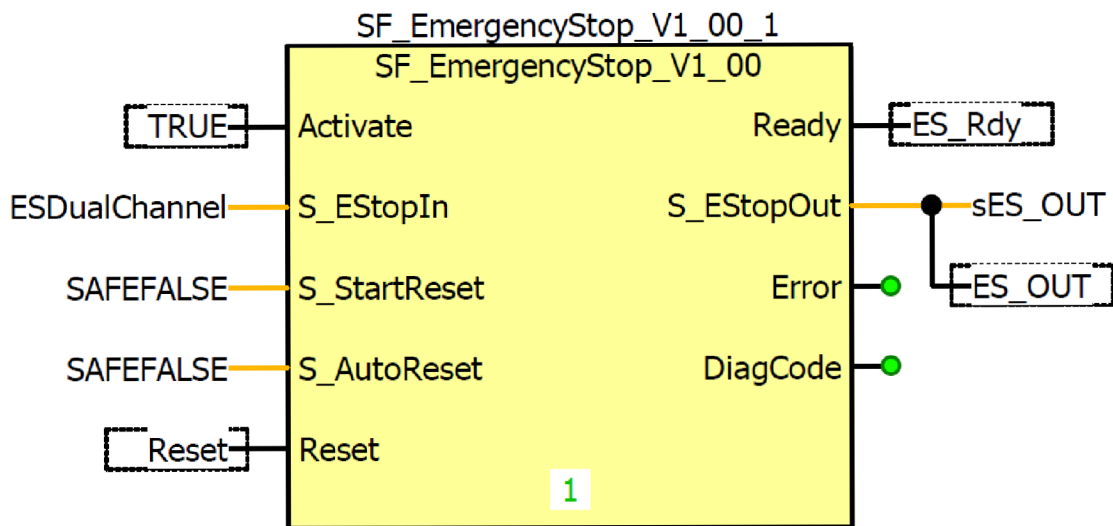 SF_EmergencyStop_V1_00_1
SF_EmergencyStop_V1_00
TRUE Activate Ready ES_Rdy
ESDualChannel S_EStopIn S_EStopOut sES_OUT
SAFEFALSE S_StartReset Error ES_OUT
SAFEFALSE S_AutoReset DiagCode
Reset Reset
1